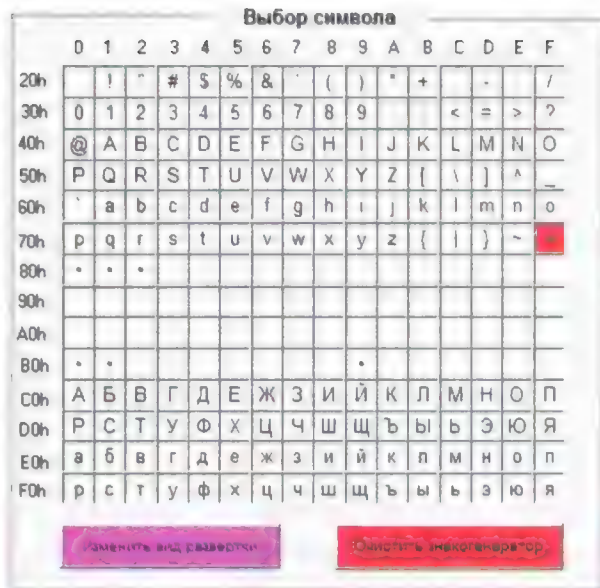 Выбор символа
0 1 2 3 4 5 6 7 8 9 A B C D E F
20h ! " # $ % & ' ( ) * + - /
30h 0 1 2 3 4 5 6 7 8 9 < = > ?
40h @ A B C D E F G H I J K L M N O
50h P Q R S T U V W X Y Z [ \ ] ^ _
60h ` a b c d e f g h i j k l m n o
70h p q r s t u v w x y z { | } ~
80h • • •
90h
A0h
B0h • • •
C0h А Б В Г Д Е Ж З И Й К Л М Н О П
D0h Р С Т У Ф Х Ц Ч Ш Щ Ъ Ы Ь Э Ю Я
E0h а б в г д е ж з и й к л м н о п
F0h р с т у ф х ц ч ш щ ъ ы ь э ю я
Изменить вид развертки Очистить знакогенератор